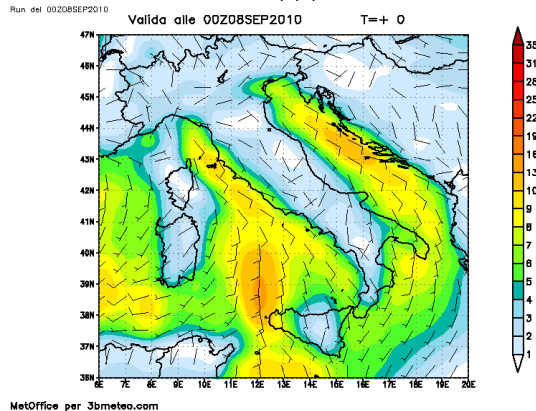 Run del 00Z08SEP2010
Valida alle 00Z08SEP2010 T=+ 0
47N
46N
45N
44N
43N
42N
41N
40N
39N
38N
37N
36N
6E 7E 8E 9E 10E 11E 12E 13E 14E 15E 16E 17E 18E 19E 20E
35
31
28
25
22
19
16
13
10
9
8
7
6
5
4
3
2
1
MetOffice per 3bmeteo.com